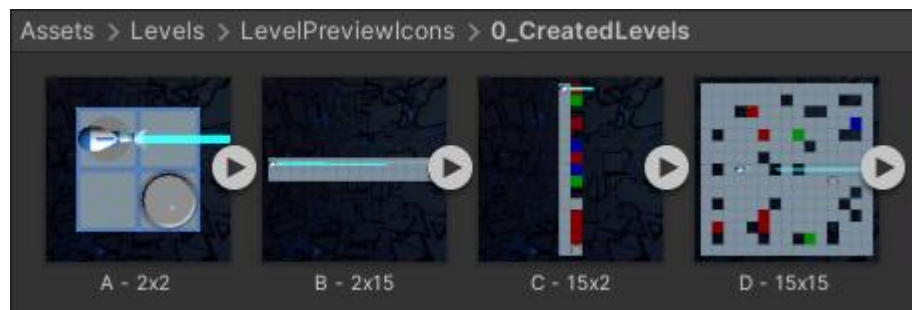 Assets > Levels > LevelPreviewIcons > 0_CreatedLevels
A - 2x2
B - 2x15
C - 15x2
D - 15x15